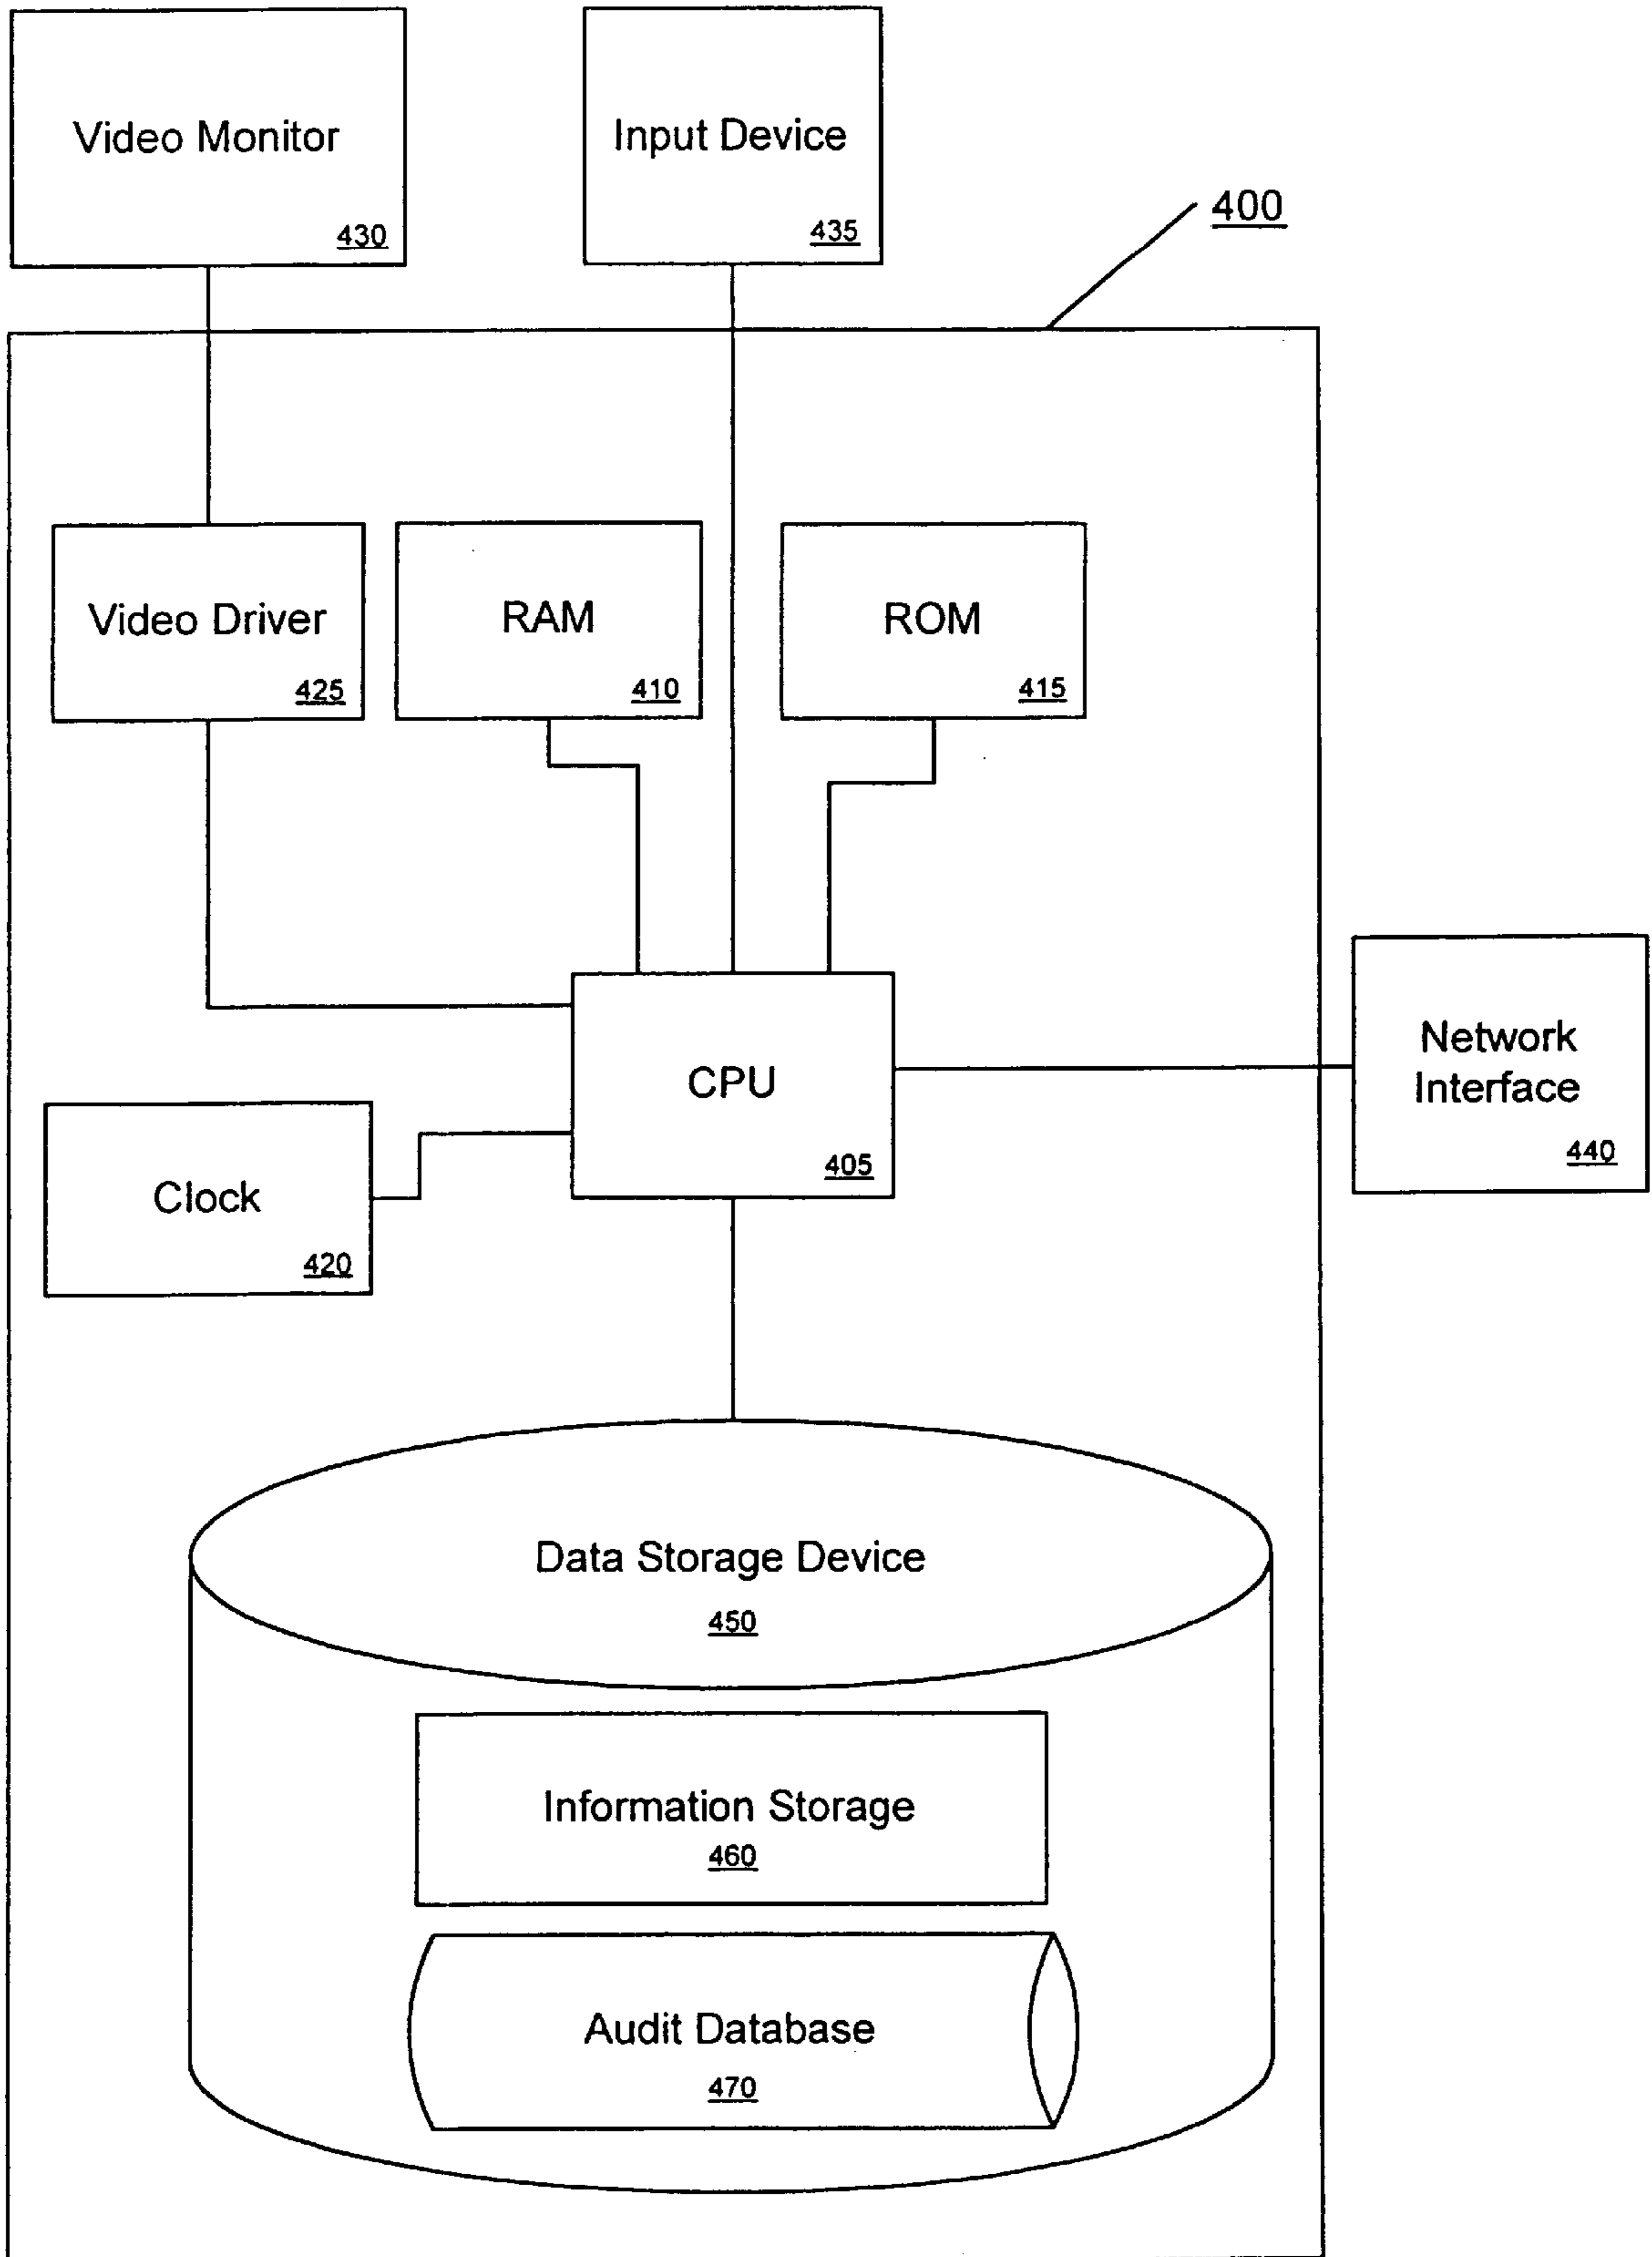 Video Monitor
430
Input Device
435
400
Video Driver
425
RAM
410
ROM
415
CPU
405
Network
Interface
440
Clock
420
Data Storage Device
450
Information Storage
460
Audit Database
470